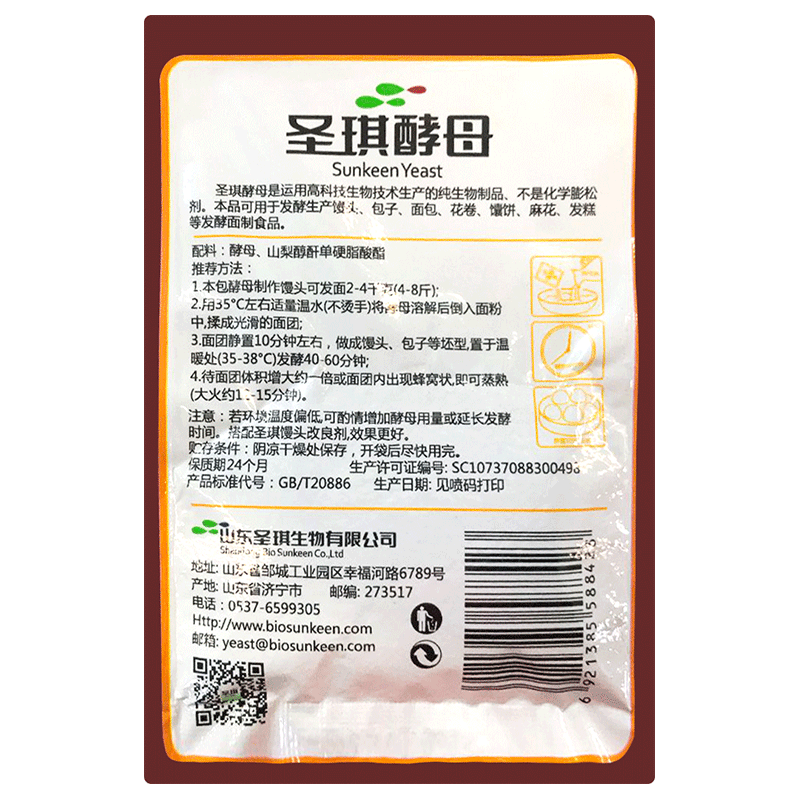 圣琪酵母
Sunkeen Yeast
圣琪酵母是运用高科技生物技术生产的纯生物制品、不是化学膨松
剂。本品可用于发酵生产馒头、包子、面包、花卷、馕饼、麻花、发糕
等发酵面制食品。
配料：酵母、山梨醇酐单硬脂酸酯
推荐方法：
1.本包酵母制作馒头可发面2-4千克(4-8斤);
2.用35℃左右适量温水(不烫手)将酵母溶解后倒入面粉
中,揉成光滑的面团;
3.面团静置10分钟左右，做成馒头、包子等坯型,置于温
暖处(35-38℃)发酵40-60分钟;
4.待面团体积增大约一倍或面团内出现蜂窝状,即可蒸熟
(大火约1-15分钟)。
注意：若环境温度偏低,可酌情增加酵母用量或延长发酵
时间。搭配圣琪馒头改良剂,效果更好。
贮存条件：阴凉干燥处保存，开袋后尽快用完。
保质期24个月 生产许可证编号: SC10737088300498
产品标准代号：GB/T20886 生产日期: 见喷码打印
山东圣琪生物有限公司
Shandong Bio Sunkeen Co.,Ltd
地址: 山东省邹城工业园区幸福河路6789号
产地: 山东省济宁市 邮编: 273517
电话：0537-6599305
Http://www.biosunkeen.com
邮箱: yeast@biosunkeen.com
圣琪
6 921385 588423